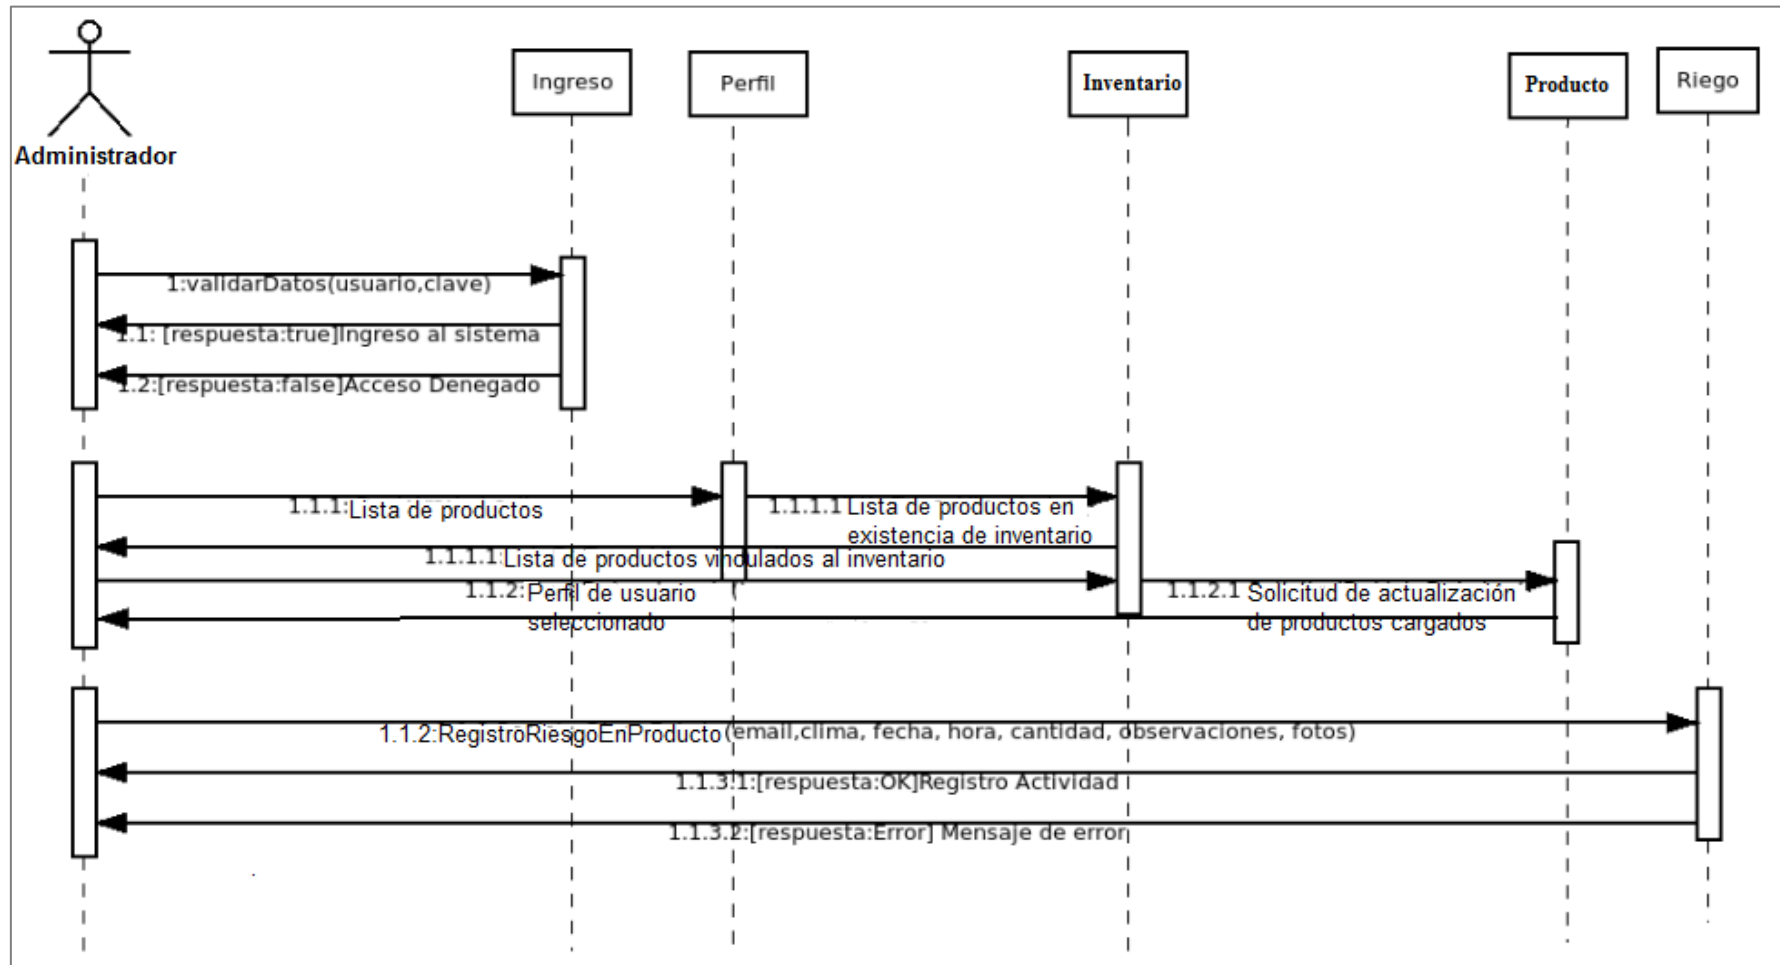 Ingreso
Perfil
Inventario
Producto
Riego
Administrador
1:validarDatos(usuario,clave)
1.1: [respuesta:true]Ingreso al sistema
1.2:[respuesta:false]Acceso Denegado
1.1.1:Lista de productos
1.1.1.1 Lista de productos en
existencia de inventario
1.1.1.1:Lista de productos vinculados al inventario
1.1.2:Perfil de usuario
seleccionado
1.1.2.1 Solicitud de actualización
de productos cargados
1.1.2:RegistroRiesgoEnProducto(email,clima, fecha, hora, cantidad, observaciones, fotos)
1.1.3.1:[respuesta:OK]Registro Actividad
1.1.3.2:[respuesta:Error] Mensaje de error